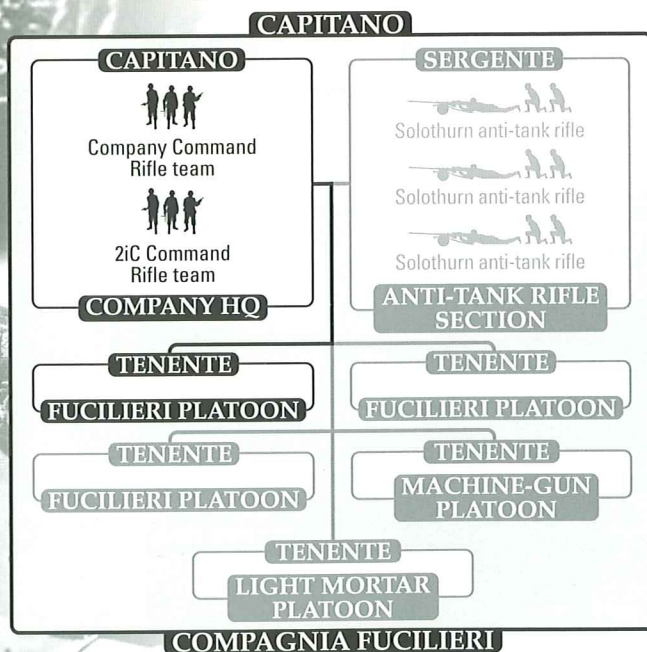 CAPITANO
CAPITANO
Company Command
Rifle team
2iC Command
Rifle team
COMPANY HQ
SERGENTE
Solothurn anti-tank rifle
Solothurn anti-tank rifle
Solothurn anti-tank rifle
ANTI-TANK RIFLE
SECTION
TENENTE
FUCILIERI PLATOON
TENENTE
FUCILIERI PLATOON
TENENTE
FUCILIERI PLATOON
TENENTE
MACHINE-GUN
PLATOON
TENENTE
LIGHT MORTAR
PLATOON
COMPAGNIA FUCILIERI